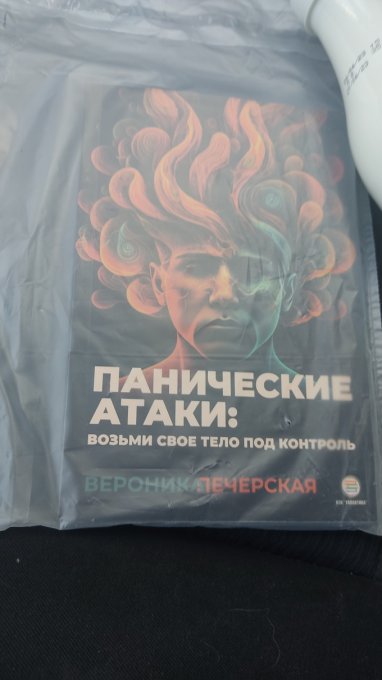 ПАНИЧЕСКИЕ
АТАКИ:
ВОЗЬМИ СВОЕ ТЕЛО ПОД КОНТРОЛЬ
ВЕРОНИКА ПЕЧЕРСКАЯ